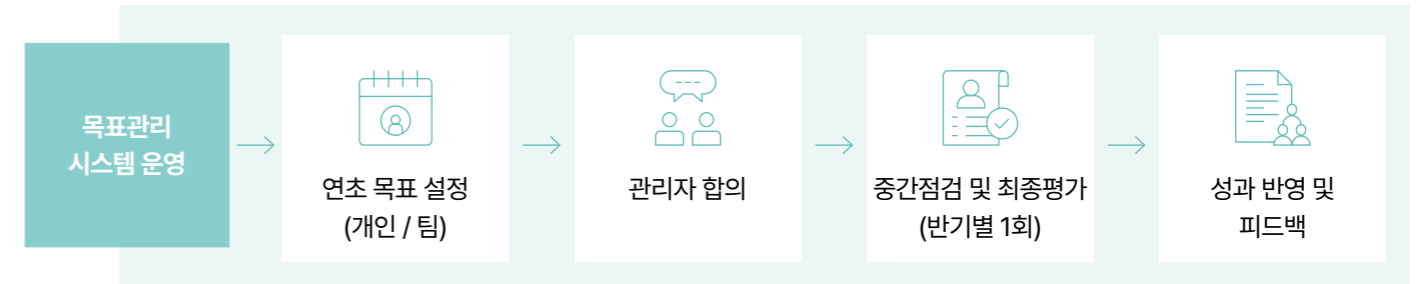 목표관리
시스템 운영
연초 목표 설정
(개인 / 팀)
관리자 합의
중간점검 및 최종평가
(반기별 1회)
성과 반영 및
피드백